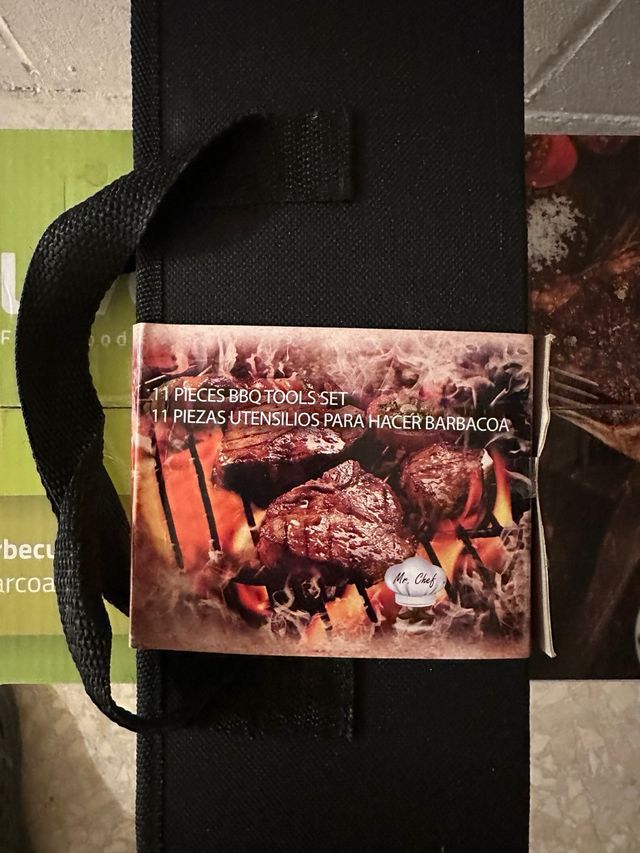 11 PIECES BBQ TOOLS SET
11 PIEZAS UTENSILIOS PARA HACER BARBACOA
Mr. Chef